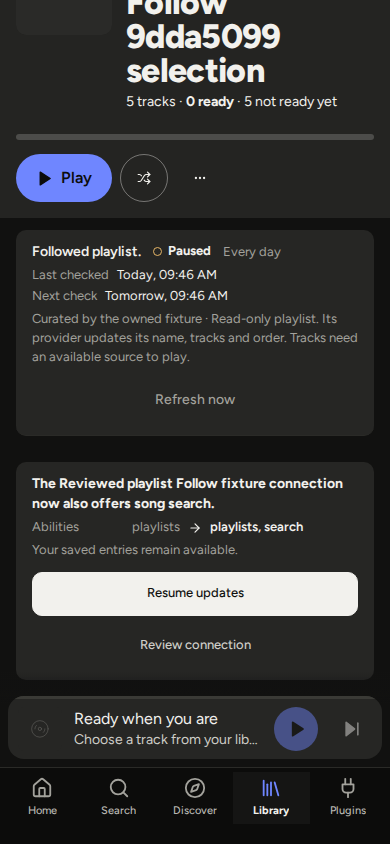 Follow
9dda5099
selection
5 tracks · 0 ready · 5 not ready yet
Play
Followed playlist. Paused Every day
Last checked Today, 09:46 AM
Next check Tomorrow, 09:46 AM
Curated by the owned fixture · Read-only playlist. Its
provider updates its name, tracks and order. Tracks need
an available source to play.
Refresh now
The Reviewed playlist Follow fixture connection
now also offers song search.
Abilities playlists → playlists, search
Your saved entries remain available.
Resume updates
Review connection
Ready when you are
Choose a track from your lib...
Home Search Discover Library Plugins